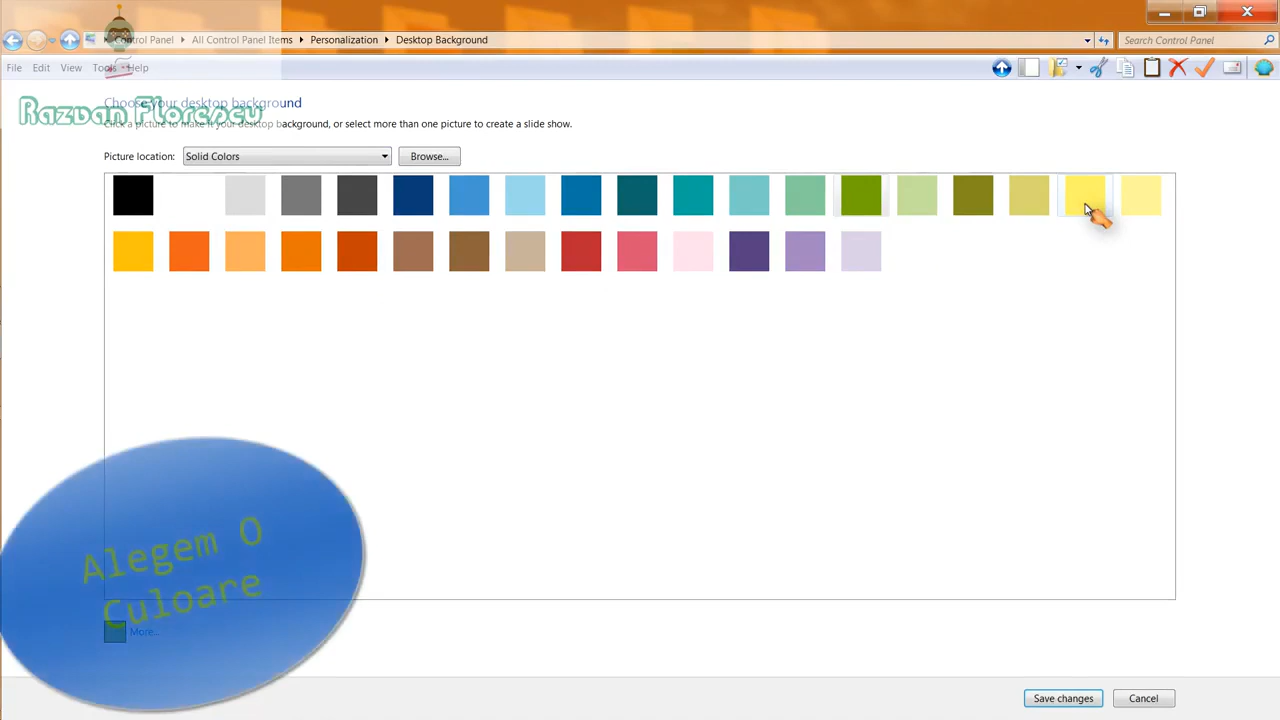 Control Panel All Control Panel Items Personalization Desktop Background
Search Control Panel
File Edit View Tools Help
Choose your desktop background
Razvan Florescu
Click a picture to make it your desktop background, or select more than one picture to create a slide show.
Picture location: Solid Colors Browse...
Alegem O
Culoare
More...
Save changes Cancel